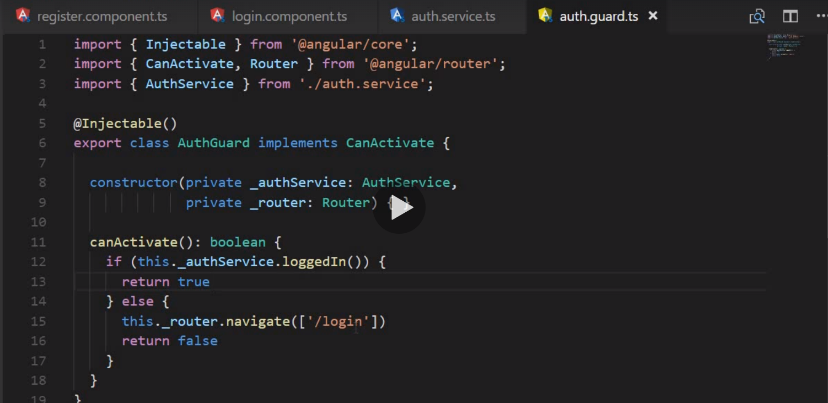 register.component.ts login.component.ts auth.service.ts auth.guard.ts
1 import { Injectable } from '@angular/core';
2 import { CanActivate, Router } from '@angular/router';
3 import { AuthService } from './auth.service';
4
5 @Injectable()
6 export class AuthGuard implements CanActivate {
7
8   constructor(private _authService: AuthService,
9               private _router: Router) { }
10
11   canActivate(): boolean {
12     if (this._authService.loggedIn()) {
13       return true
14     } else {
15       this._router.navigate(['/login'])
16       return false
17     }
18   }
19 }